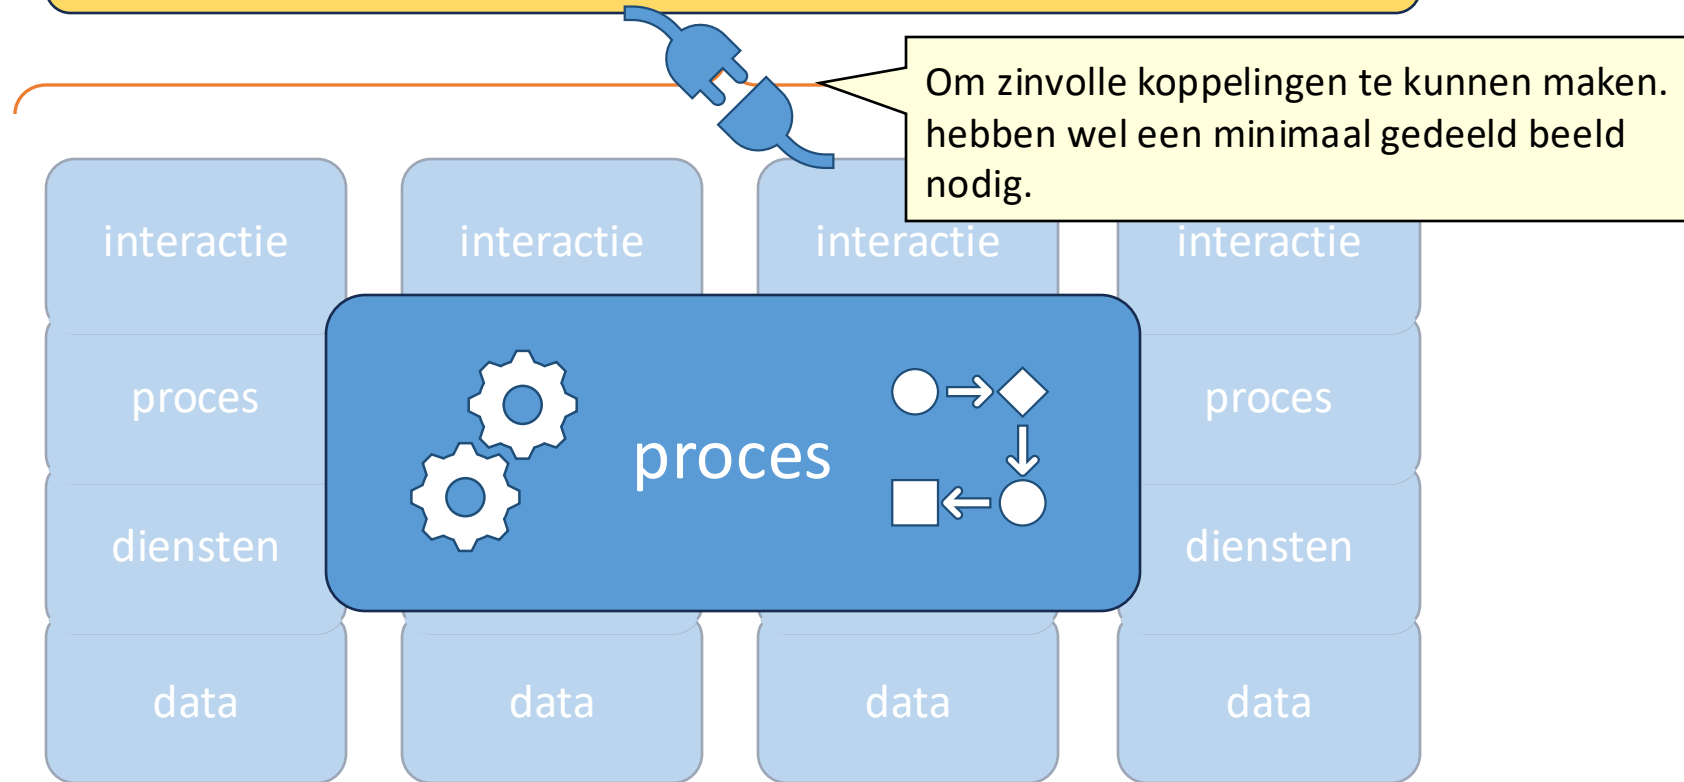 Om zinvolle koppelingen te kunnen maken.
hebben wel een minimaal gedeeld beeld
nodig.
interactie interactie interactie interactie
proces proces proces
diensten diensten
data data data data